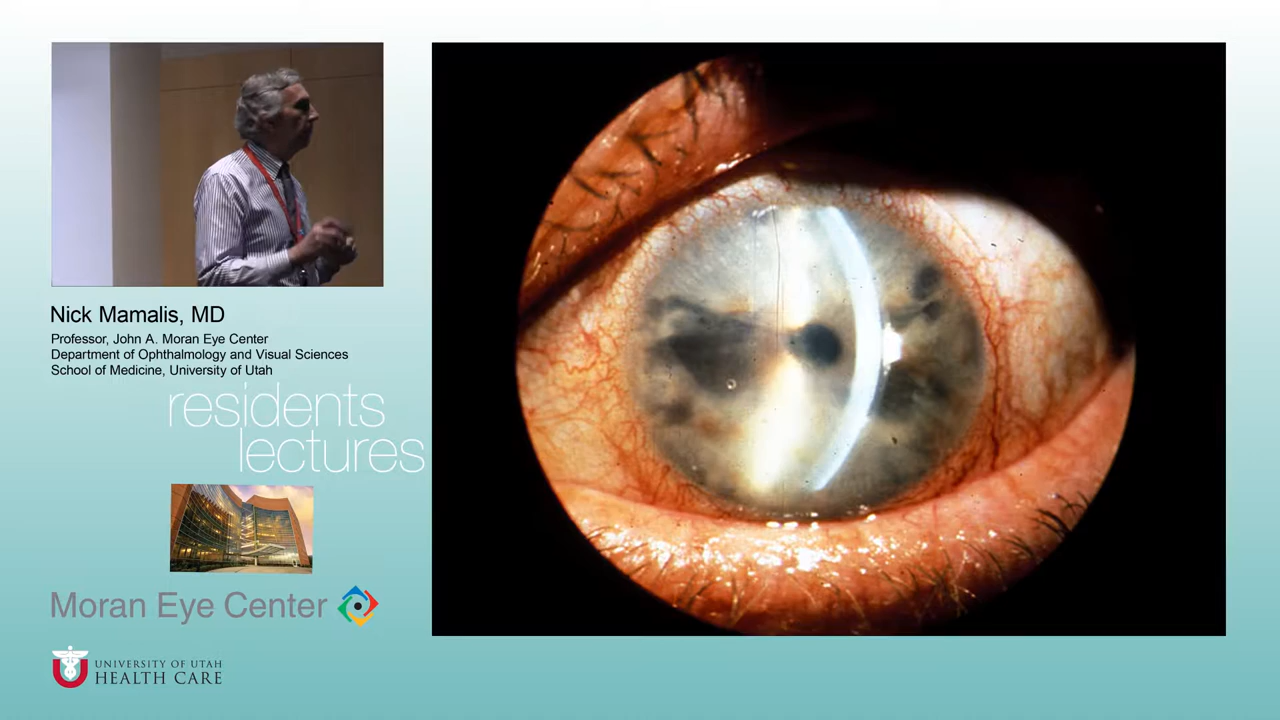 Nick Mamalis, MD
Professor, John A. Moran Eye Center
Department of Ophthalmology and Visual Sciences
School of Medicine, University of Utah
residents
lectures
Moran Eye Center
UNIVERSITY OF UTAH
HEALTH CARE